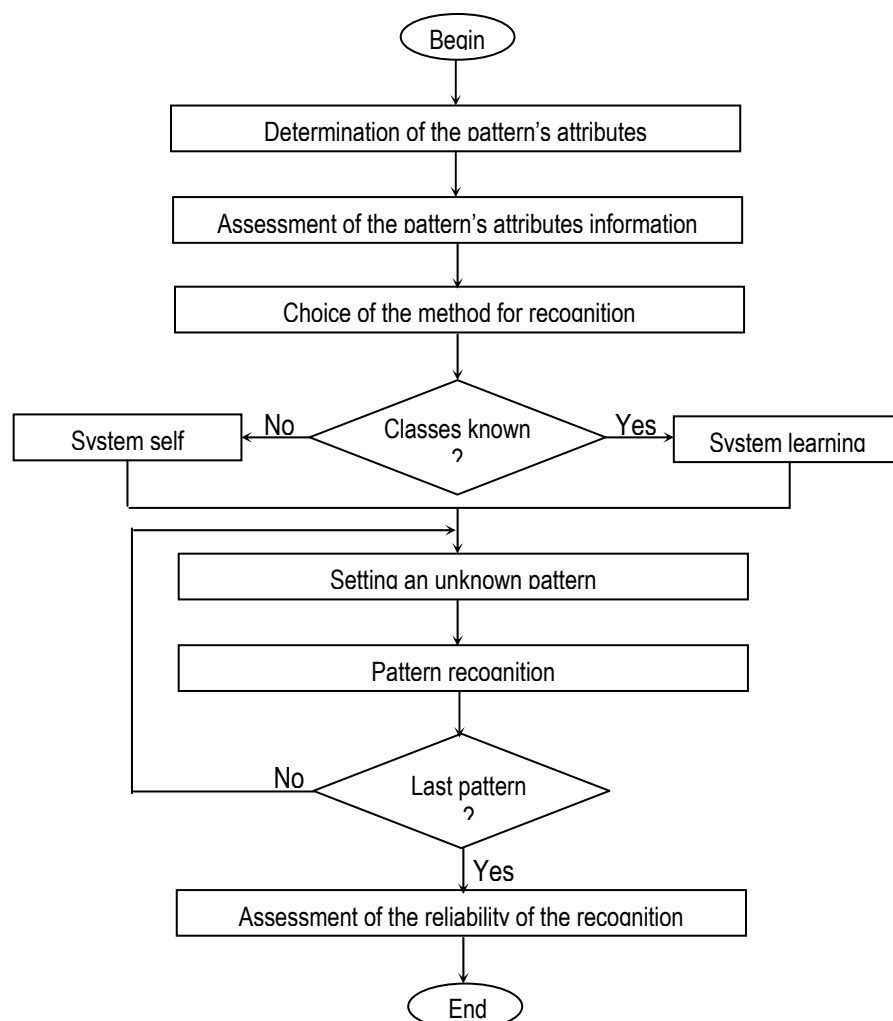 Begin
Determination of the pattern’s attributes
Assessment of the pattern’s attributes information
Choice of the method for recognition
No
Classes known
?
Yes
System self
System learning
Setting an unknown pattern
Pattern recognition
No
Last pattern
?
Yes
Assessment of the reliability of the recognition
End